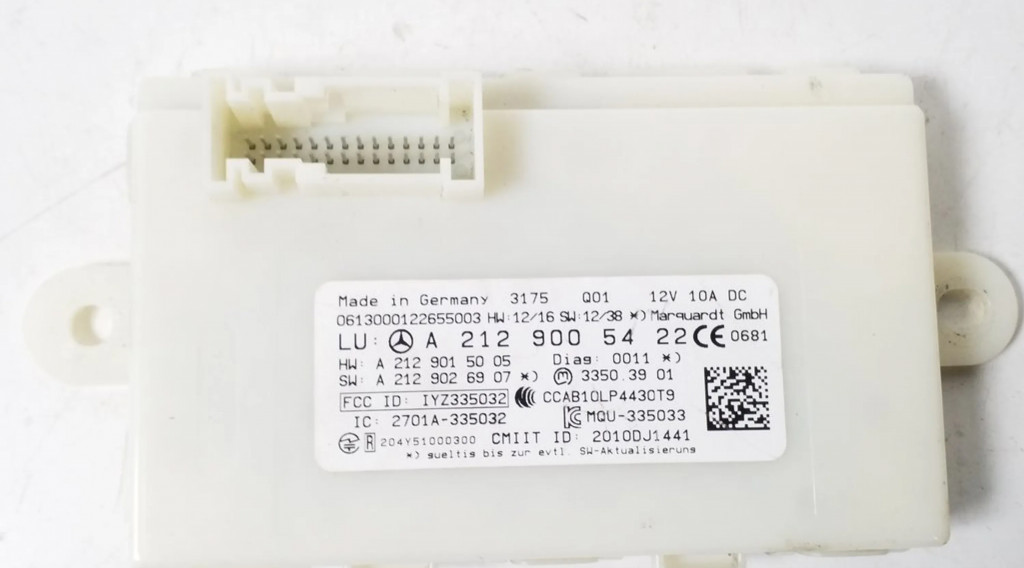 Made in Germany 3175 Q01 12V 10A DC
0613000122655003 HW:12/16 SW:12/38 *) Marquardt GmbH
LU: A 212 900 54 22 CE 0681
HW: A 212 901 50 05 Diag: 0011 *)
SW: A 212 902 69 07 *) M 3350.39 01
FCC ID: IYZ335032 CCAB10LP4430T9
IC: 2701A-335032 MQU-335033
R 204Y51000300 CMIIT ID: 2010DJ1441
*) gueltig bis zur evtl. SW-Aktualisierung